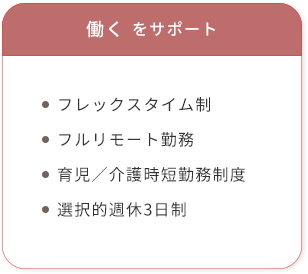 働く をサポート
フレックスタイム制
フルリモート勤務
育児／介護時短勤務制度
選択的週休3日制